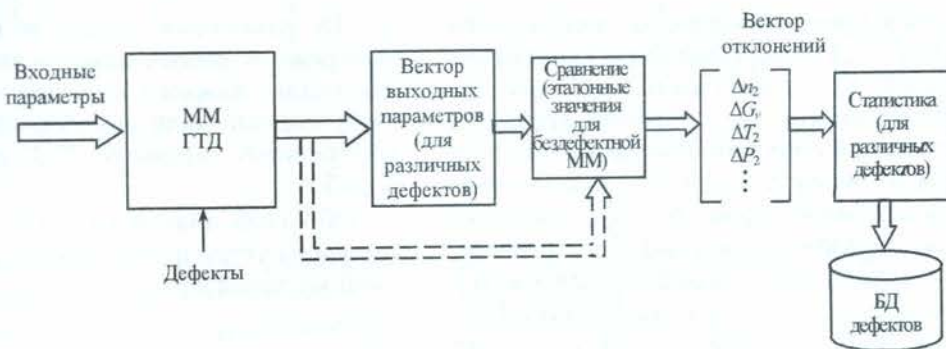 Входные
параметры
ММ
ГТД
Дефекты
Вектор
выходных
параметров
(для
различных
дефектов)
Сравнение
(эталонные
значения
для
бездефектной
ММ)
Вектор
отклонений
Δn₂
ΔGᵥ
ΔT₂
ΔP₂
⋮
Статистика
(для
различных
дефектов)
БД
дефектов